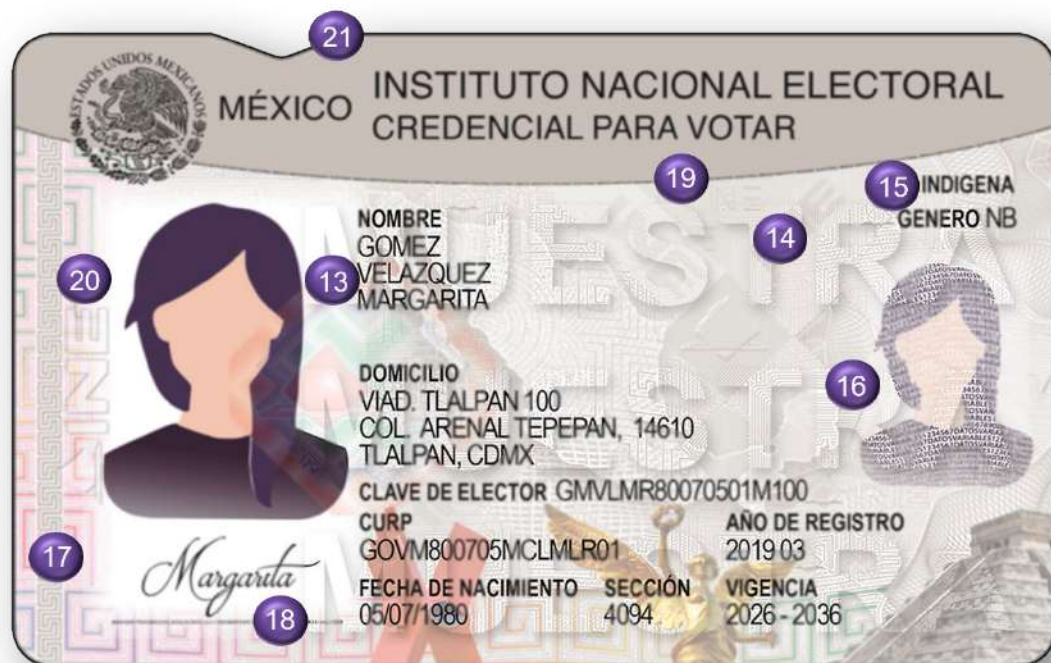 21
ESTADOS UNIDOS MEXICANOS
MÉXICO
INSTITUTO NACIONAL ELECTORAL
CREDENCIAL PARA VOTAR
19
15 INDIGENA
GENERO NB
14
MUESTRA
20
13
NOMBRE
GOMEZ
VELAZQUEZ
MARGARITA
INE
16
DOMICILIO
VIAD. TLALPAN 100
COL. ARENAL TEPEPAN, 14610
TLALPAN, CDMX
MUESTRA
CLAVE DE ELECTOR GMVLMR80070501M100
CURP
GOVM800705MCLMLR01
AÑO DE REGISTRO
2019 03
17
Margarita
18
FECHA DE NACIMIENTO
05/07/1980
SECCIÓN
4094
VIGENCIA
2026 - 2036